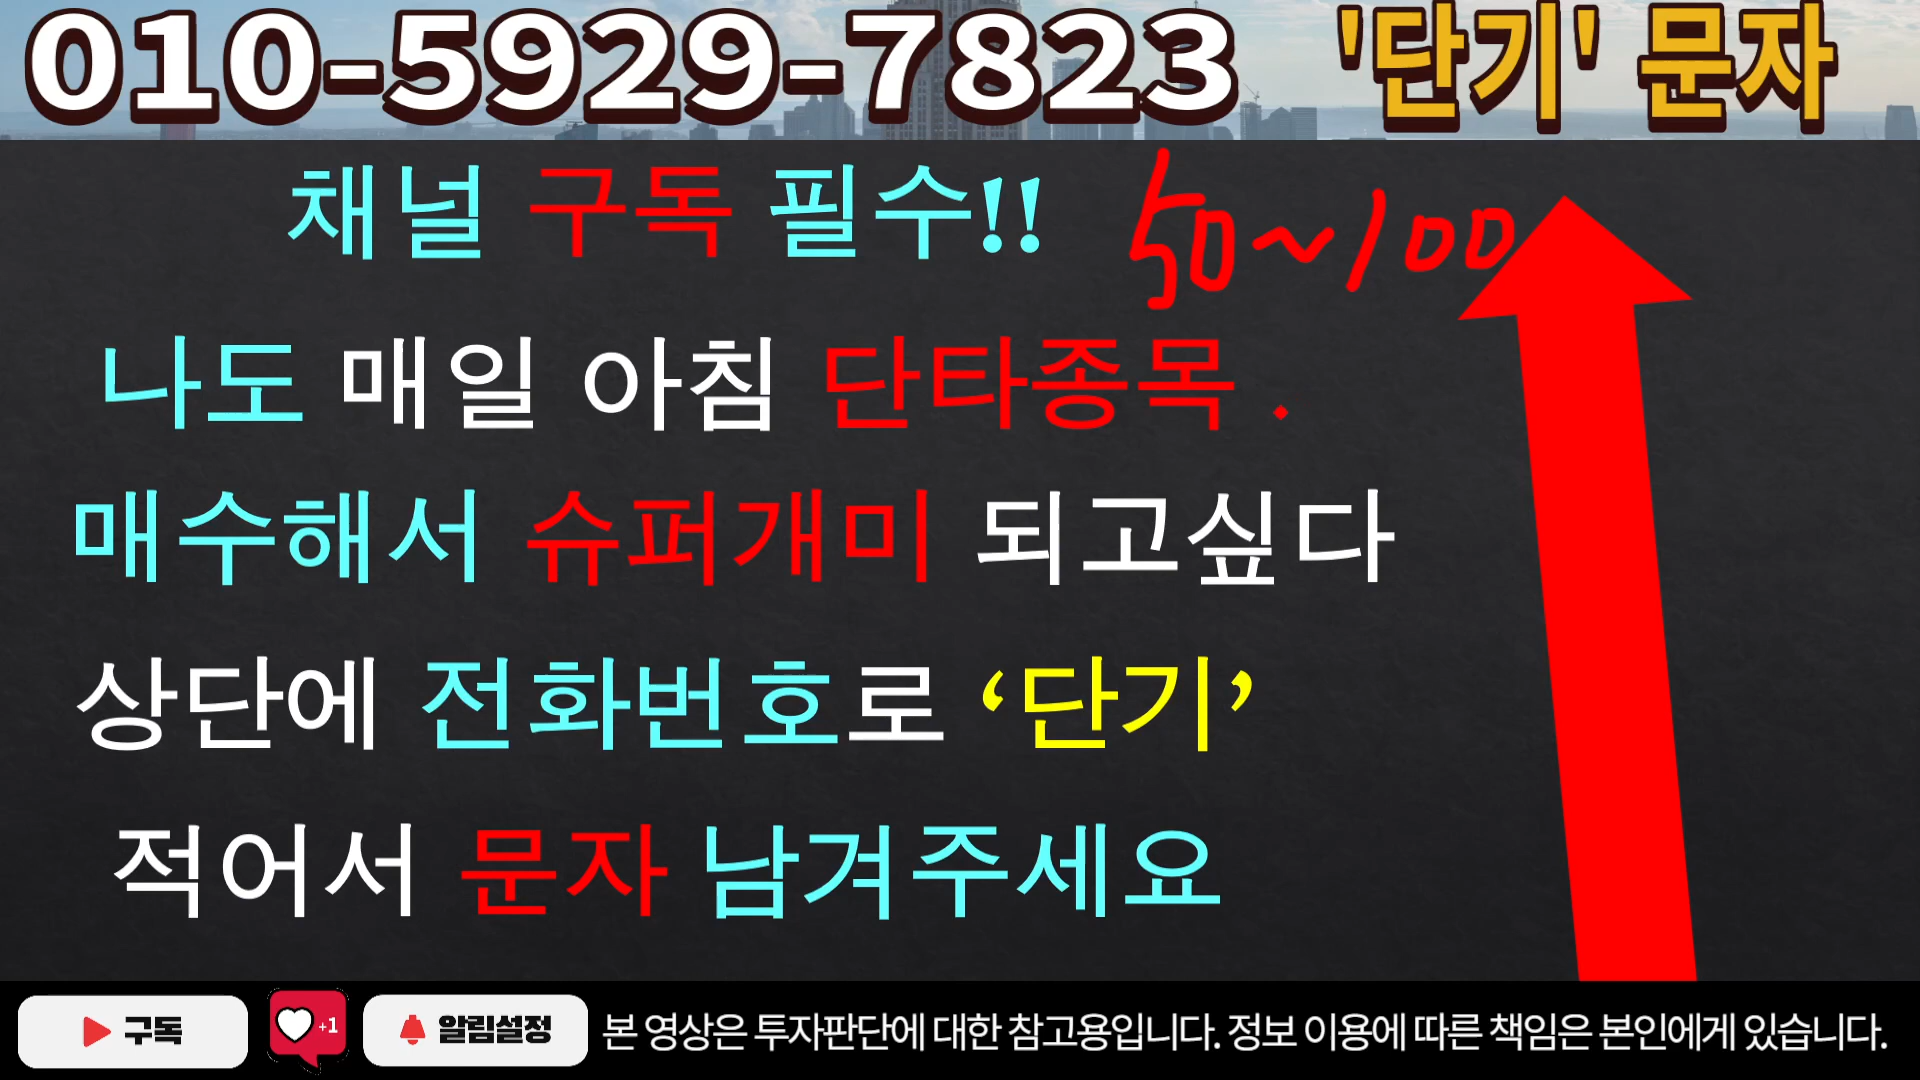 010-5929-7823 '단기' 문자
채널 구독 필수!! 50~100
나도 매일 아침 단타종목 .
매수해서 슈퍼개미 되고싶다
상단에 전화번호로 ‘단기’
적어서 문자 남겨주세요
구독 +1 알림설정 본 영상은 투자판단에 대한 참고용입니다. 정보 이용에 따른 책임은 본인에게 있습니다.